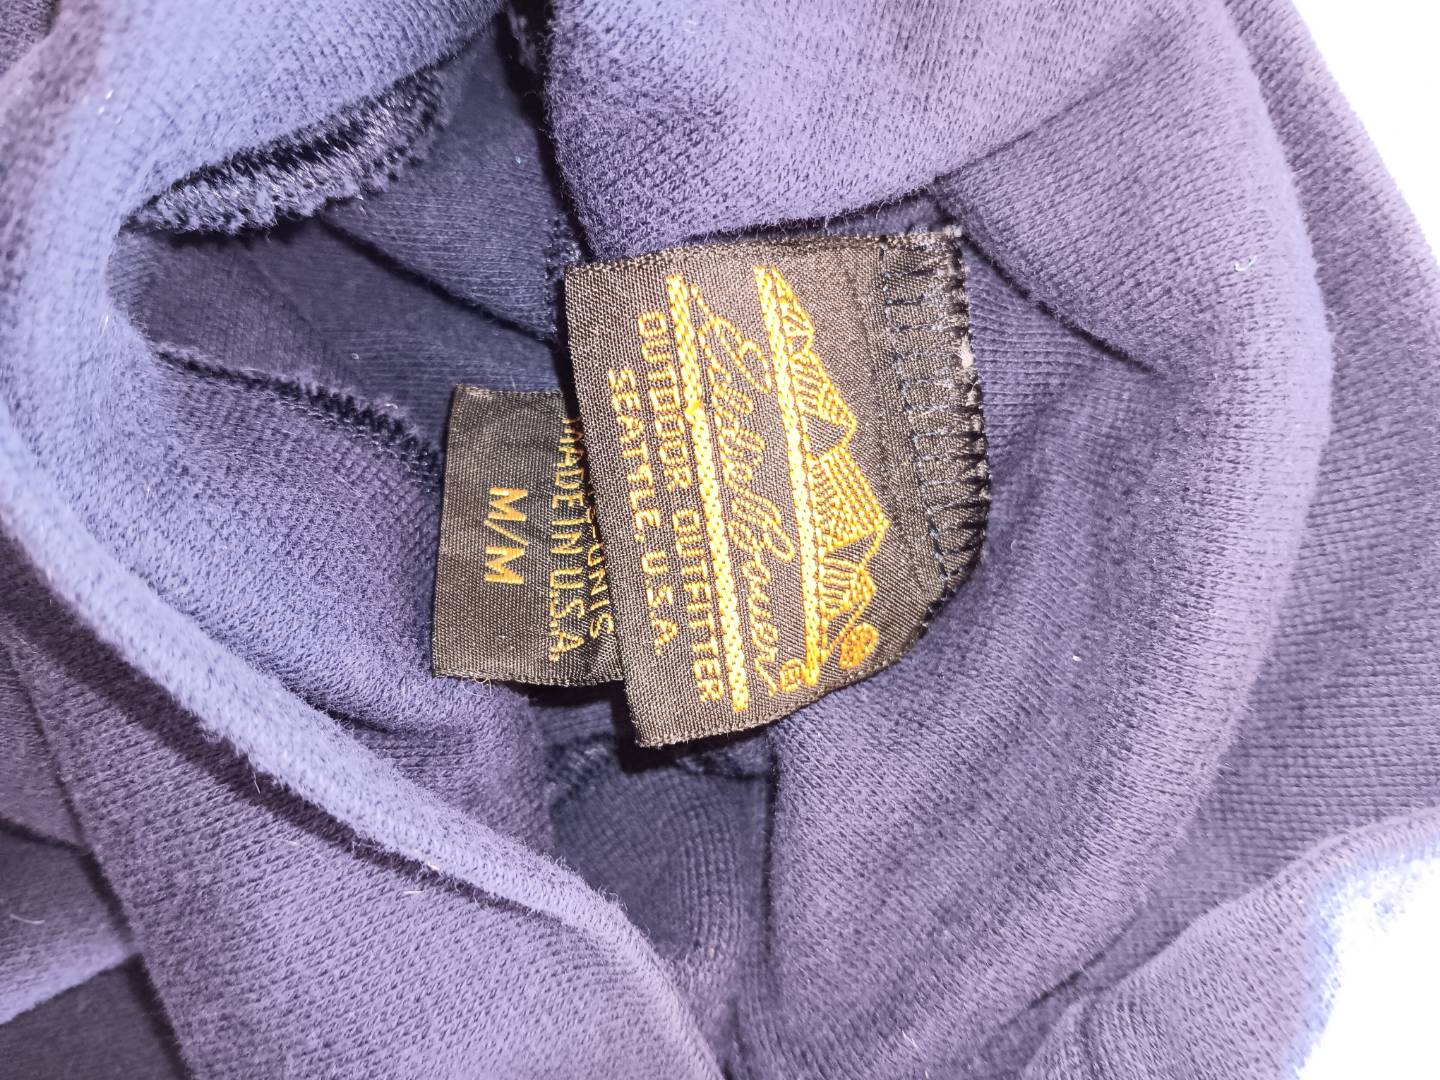 Eddie Bauer
®
OUTDOOR OUTFITTER
SEATTLE, U.S.A.
MADE IN U.S.A.
M/M